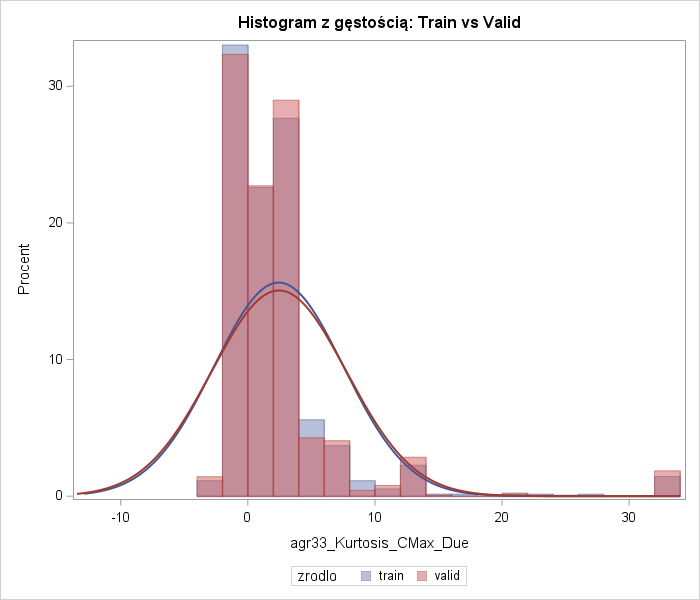 Histogram z gęstością: Train vs Valid
30
20
10
0
Procent
-10 0 10 20 30
agr33_Kurtosis_CMax_Due
zrodlo train valid